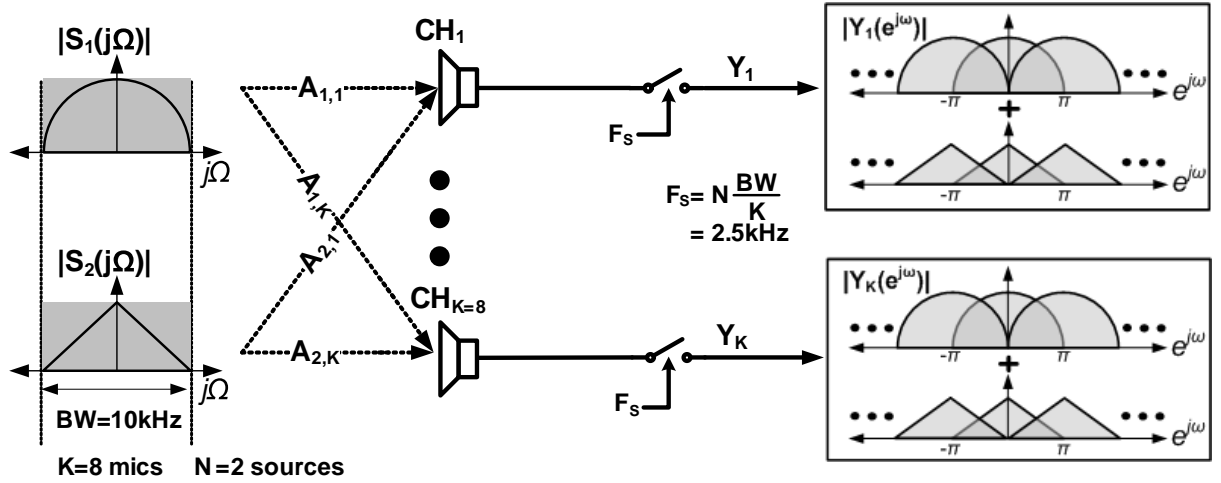 |S₁(jΩ)|
jΩ
|S₂(jΩ)|
jΩ
BW=10kHz
K=8 mics N=2 sources
A₁,₁
A₁,K
A₂,₁
A₂,K
CH₁
CH_K=8
F_S
Y₁
F_S= N BW/K
= 2.5kHz
F_S
Y_K
|Y₁(e^jω)|
-π π e^jω
+
-π π e^jω
|Y_K(e^jω)|
-π π e^jω
+
-π π e^jω